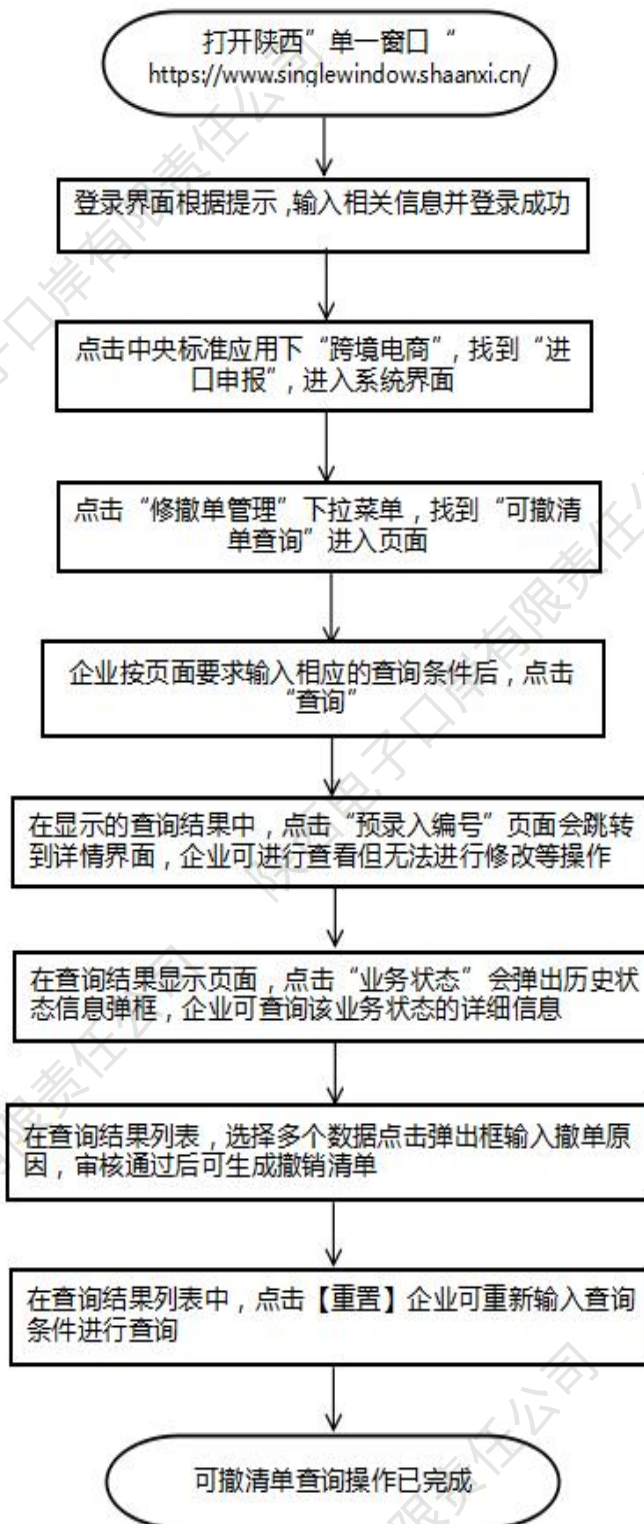 打开陕西”单一窗口“
https://www.singlewindow.shaanxi.cn/
登录界面根据提示,输入相关信息并登录成功
点击中央标准应用下“跨境电商”，找到“进
口申报”，进入系统界面
点击“修撤单管理”下拉菜单，找到“可撤清
单查询”进入页面
企业按页面要求输入相应的查询条件后，点击
“查询”
在显示的查询结果中，点击“预录入编号”页面会跳转
到详情界面，企业可进行查看但无法进行修改等操作
在查询结果显示页面，点击“业务状态”会弹出历史状
态信息弹框，企业可查询该业务状态的详细信息
在查询结果列表，选择多个数据点击弹出框输入撤单原
因，审核通过后可生成撤销清单
在查询结果列表中，点击【重置】企业可重新输入查询
条件进行查询
可撤清单查询操作已完成
陕西电子口岸有限责任公司